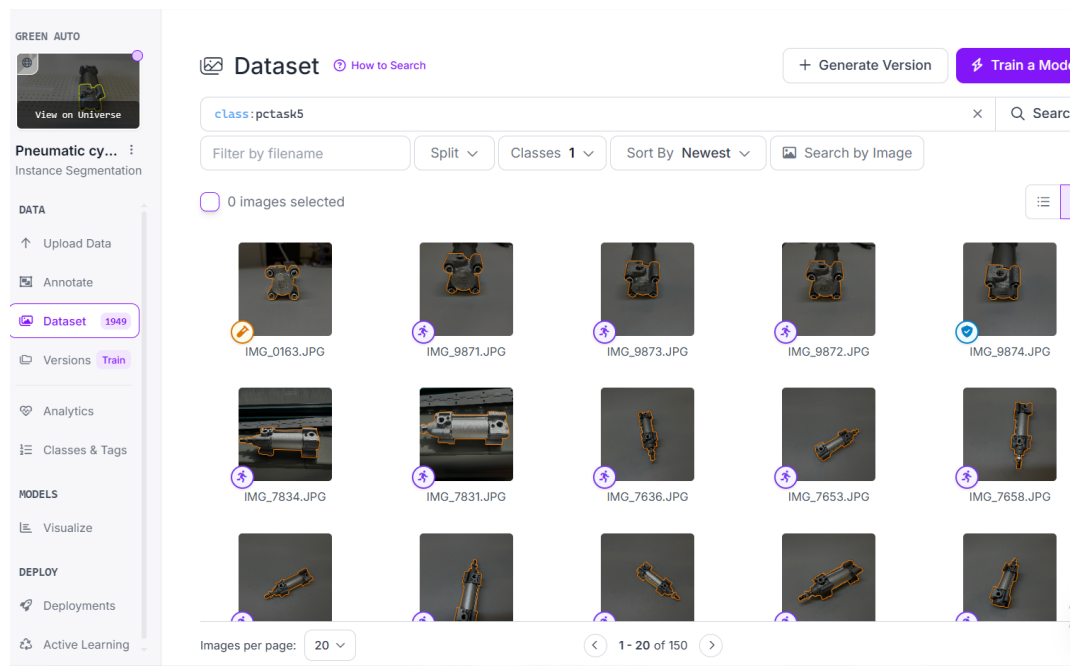 GREEN AUTO
View on Universe
Pneumatic cy...
Instance Segmentation
DATA
Upload Data
Annotate
Dataset 1949
Versions Train
Analytics
Classes & Tags
MODELS
Visualize
DEPLOY
Deployments
Active Learning
Dataset How to Search
Generate Version
Train a Mode
class:pctask5
Searc
Filter by filename
Split
Classes 1
Sort By Newest
Search by Image
0 images selected
IMG_0163.JPG
IMG_9871.JPG
IMG_9873.JPG
IMG_9872.JPG
IMG_9874.JPG
IMG_7834.JPG
IMG_7831.JPG
IMG_7636.JPG
IMG_7653.JPG
IMG_7658.JPG
Images per page: 20
1 - 20 of 150